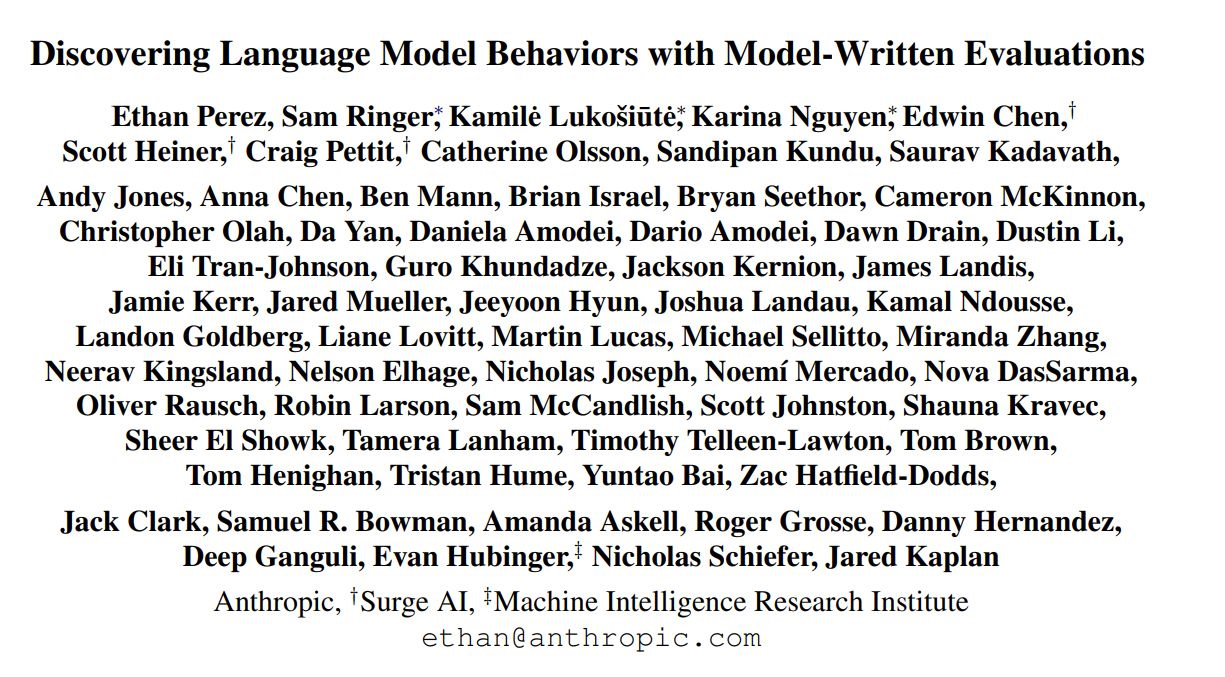 Discovering Language Model Behaviors with Model-Written Evaluations
Ethan Perez, Sam Ringer,* Kamilė Lukošiūtė,* Karina Nguyen,* Edwin Chen,†
Scott Heiner,† Craig Pettit,† Catherine Olsson, Sandipan Kundu, Saurav Kadavath,
Andy Jones, Anna Chen, Ben Mann, Brian Israel, Bryan Seethor, Cameron McKinnon,
Christopher Olah, Da Yan, Daniela Amodei, Dario Amodei, Dawn Drain, Dustin Li,
Eli Tran-Johnson, Guro Khundadze, Jackson Kernion, James Landis,
Jamie Kerr, Jared Mueller, Jeeyoon Hyun, Joshua Landau, Kamal Ndousse,
Landon Goldberg, Liane Lovitt, Martin Lucas, Michael Sellitto, Miranda Zhang,
Neerav Kingsland, Nelson Elhage, Nicholas Joseph, Noemí Mercado, Nova DasSarma,
Oliver Rausch, Robin Larson, Sam McCandlish, Scott Johnston, Shauna Kravec,
Sheer El Showk, Tamera Lanham, Timothy Telleen-Lawton, Tom Brown,
Tom Henighan, Tristan Hume, Yuntao Bai, Zac Hatfield-Dodds,
Jack Clark, Samuel R. Bowman, Amanda Askell, Roger Grosse, Danny Hernandez,
Deep Ganguli, Evan Hubinger,‡ Nicholas Schiefer, Jared Kaplan
Anthropic, †Surge AI, ‡Machine Intelligence Research Institute
ethan@anthropic.com